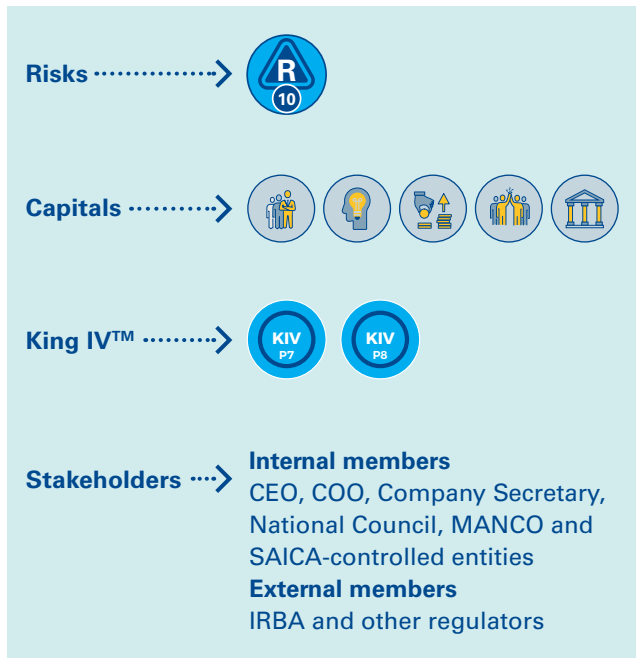 Risks
R
10
Capitals
King IV™
KIV
P7
KIV
P8
Stakeholders
Internal members
CEO, COO, Company Secretary,
National Council, MANCO and
SAICA-controlled entities
External members
IRBA and other regulators